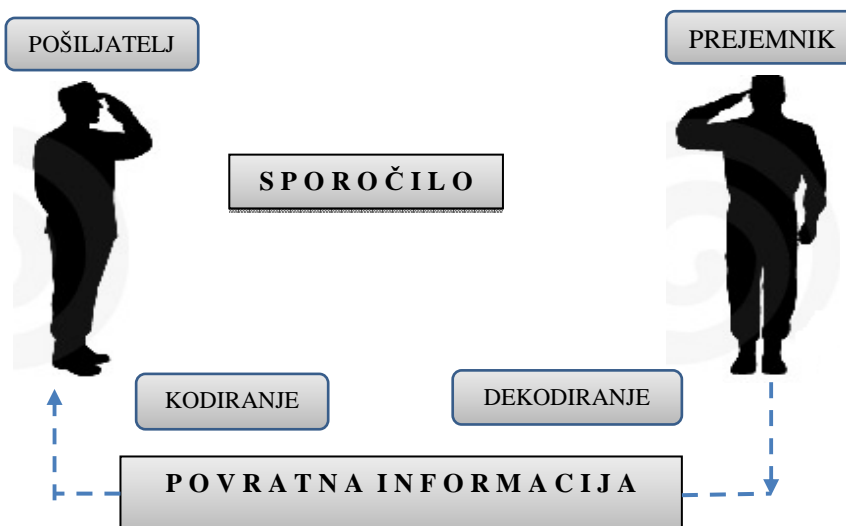 POŠILJATELJ
PREJEMNIK
S P O R O Č I L O
KODIRANJE
DEKODIRANJE
P O V R A T N A  I N F O R M A C I J A